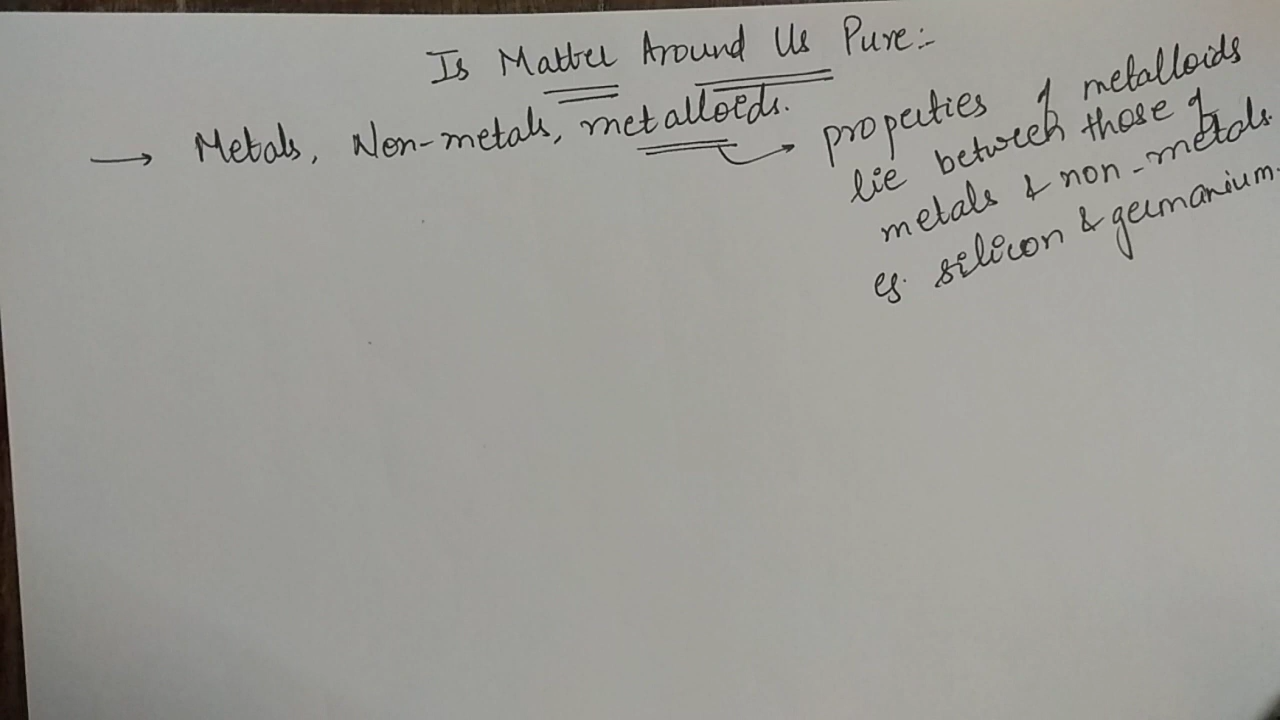 Is Matter Around Us Pure:-
→ Metals, Non-metals, metalloids. → properties of metalloids
lie between those of
metals & non-metals.
eg. silicon & germanium.